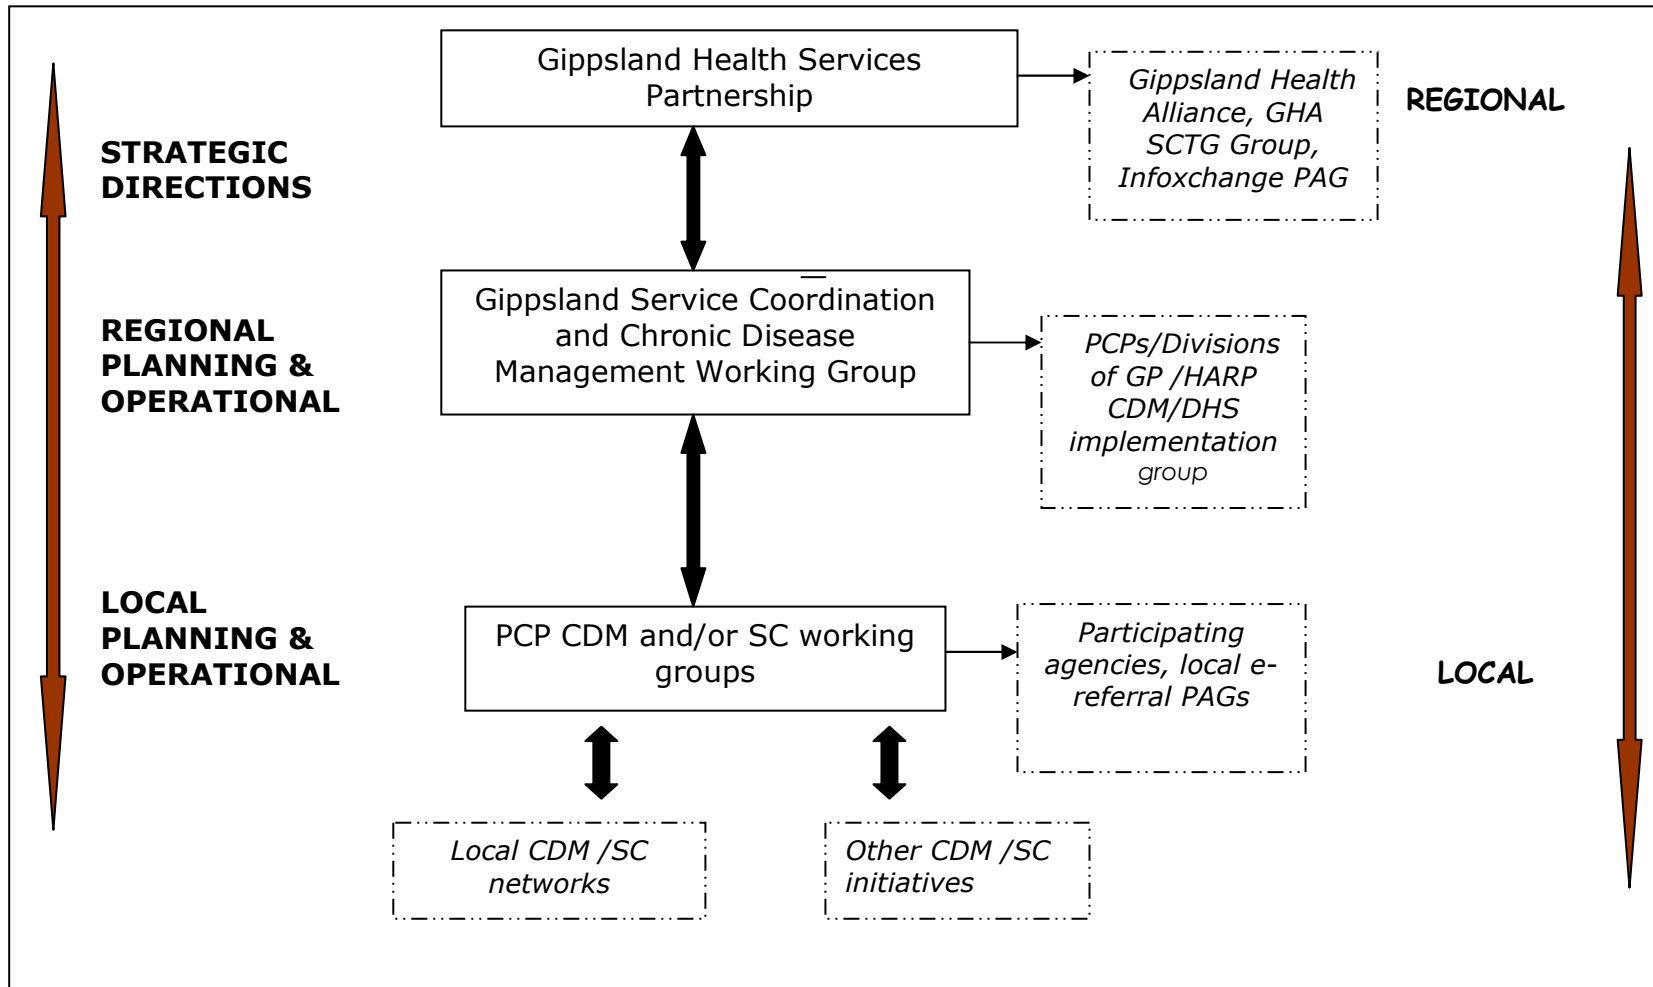 Gippsland Health Services
Partnership
Gippsland Health
Alliance, GHA
SCTG Group,
Infoxchange PAG
REGIONAL
STRATEGIC
DIRECTIONS
Gippsland Service Coordination
and Chronic Disease
Management Working Group
REGIONAL
PLANNING &
OPERATIONAL
PCPs/Divisions
of GP /HARP
CDM/DHS
implementation
group
LOCAL
PLANNING &
OPERATIONAL
PCP CDM and/or SC working
groups
Participating
agencies, local e-
referral PAGs
LOCAL
Local CDM /SC
networks
Other CDM /SC
initiatives